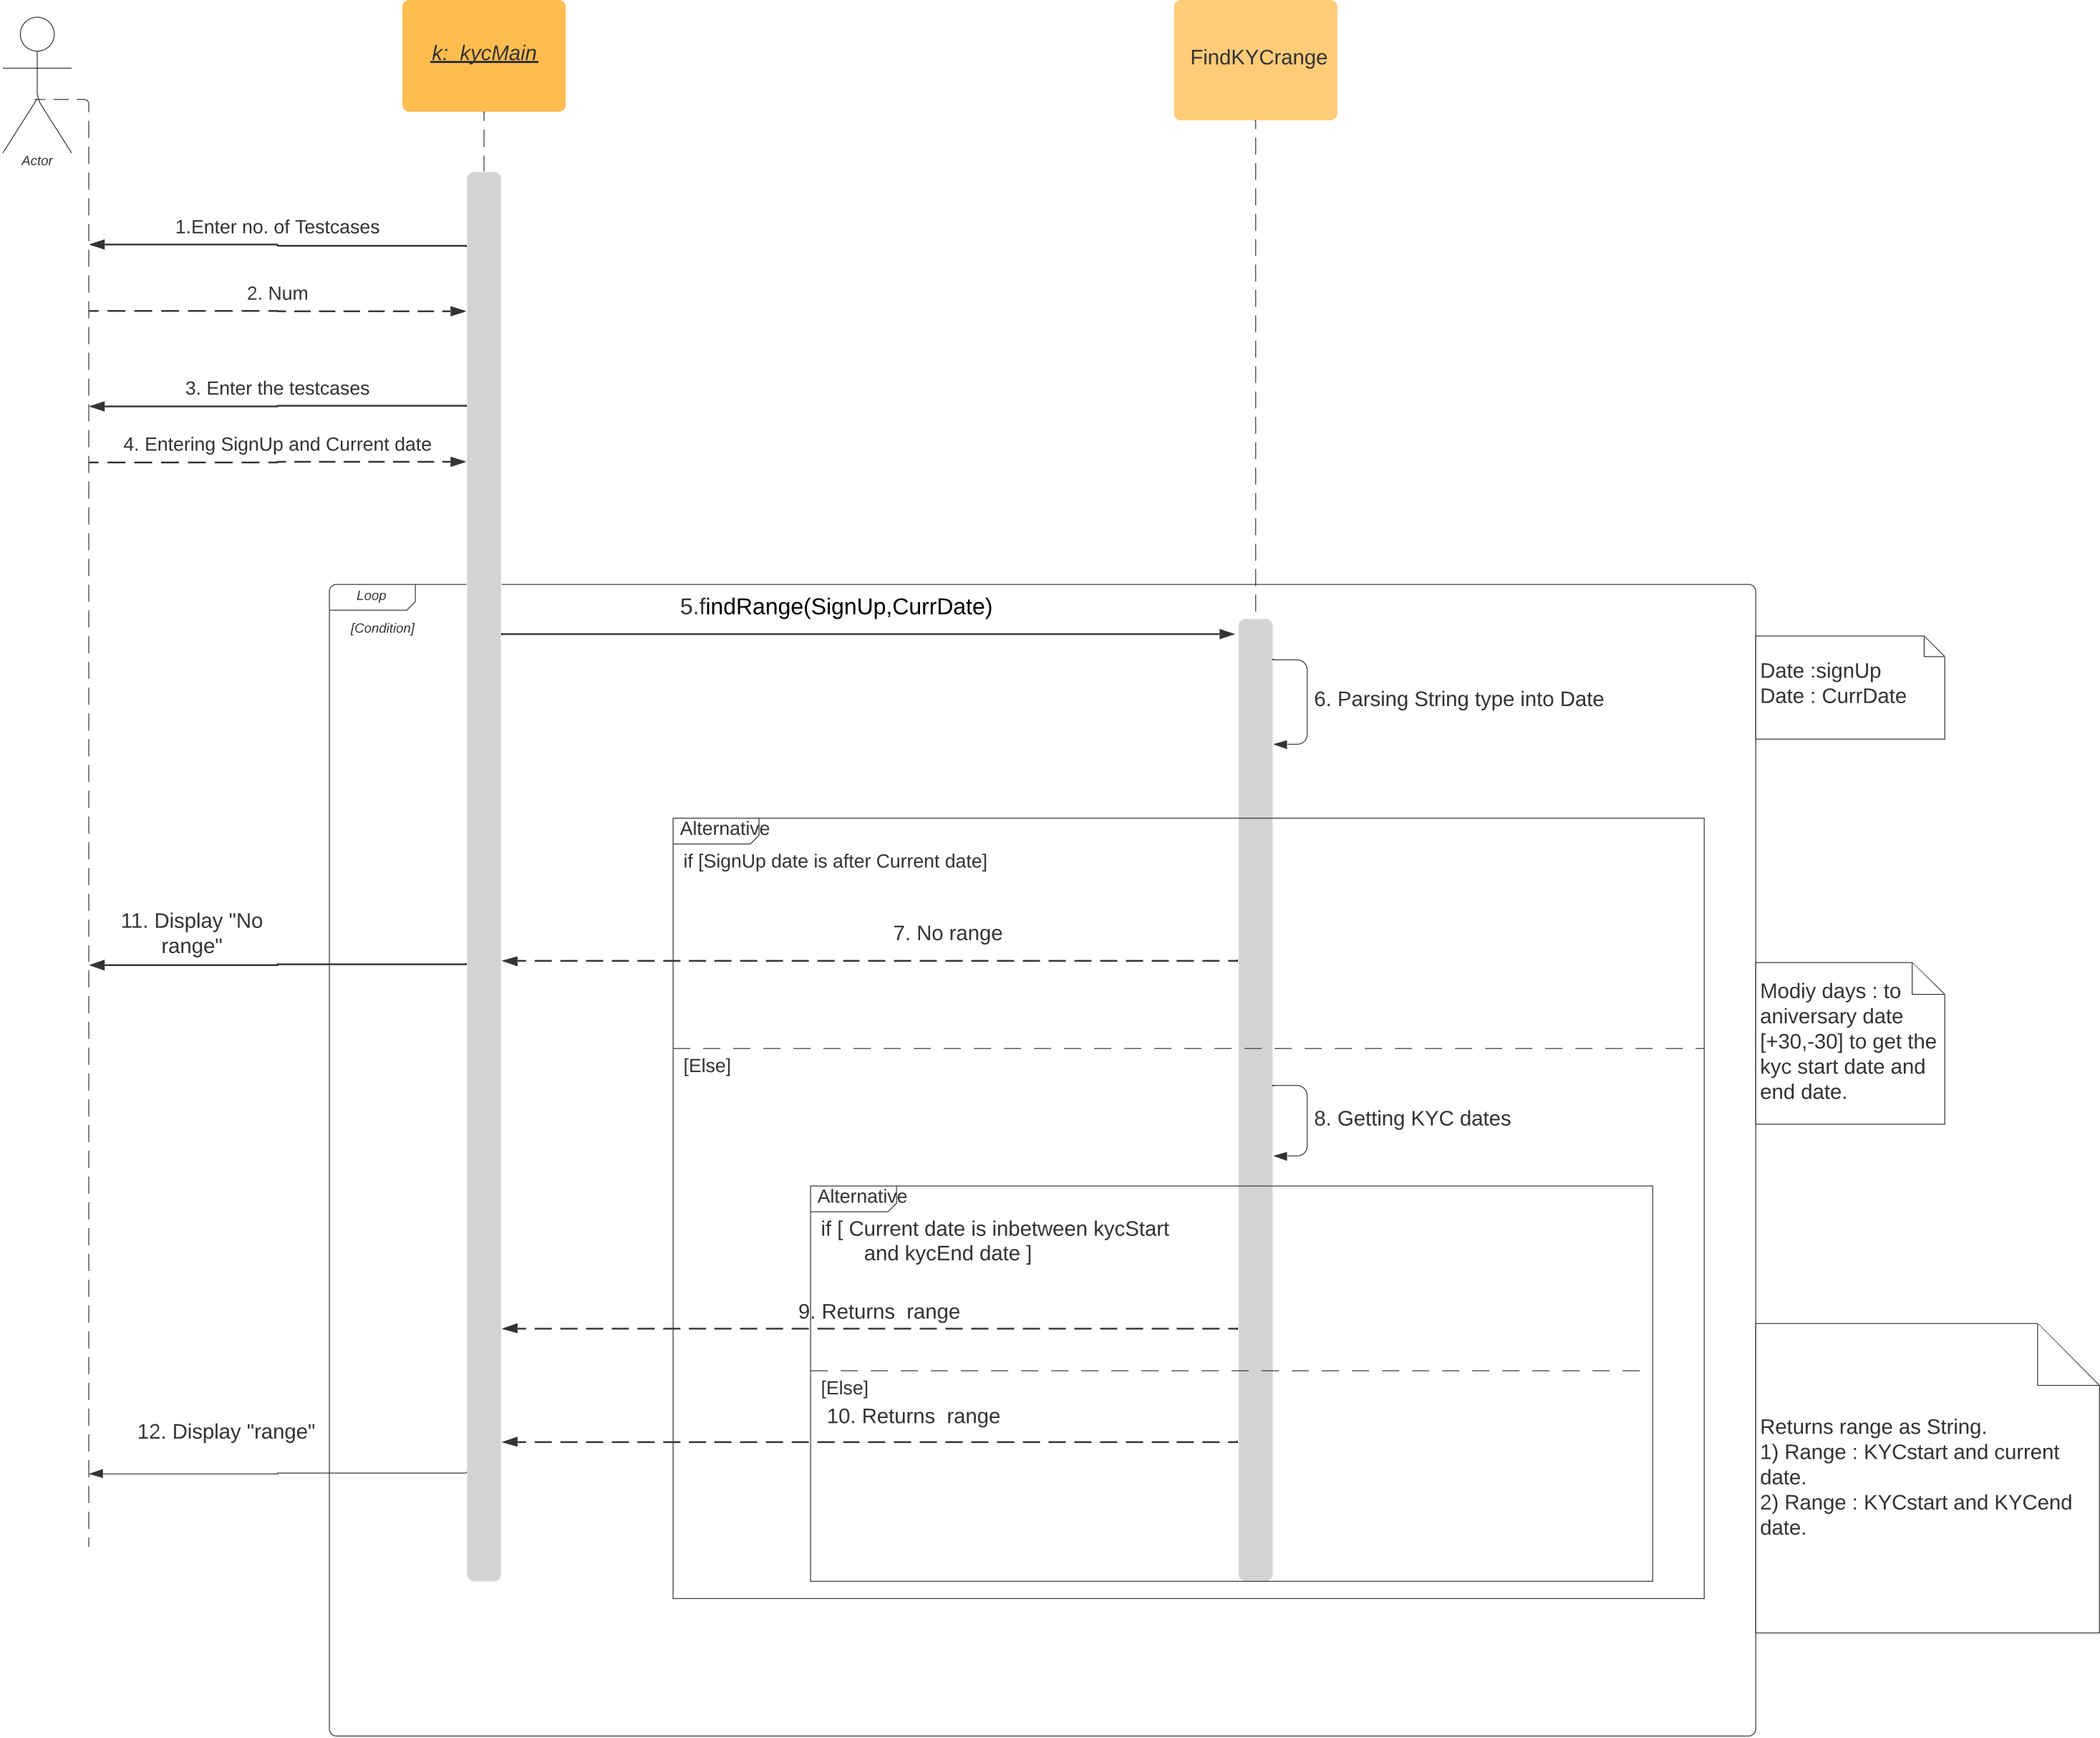 k:  kycMain
FindKYCrange
Actor
1.Enter no. of Testcases
2. Num
3. Enter the testcases
4. Entering SignUp and Current date
Loop
[Condition]
5.findRange(SignUp,CurrDate)
6. Parsing String type into Date
Date :signUp
Date : CurrDate
Alternative
if [SignUp date is after Current date]
11. Display "No
range"
7. No range
Modiy days : to
aniversary date
[+30,-30] to get the
kyc start date and
end date.
[Else]
8. Getting KYC dates
Alternative
if [ Current date is inbetween kycStart
and kycEnd date ]
9. Returns  range
[Else]
10. Returns  range
12. Display "range"
Returns range as String.
1) Range : KYCstart and current
date.
2) Range : KYCstart and KYCend
date.